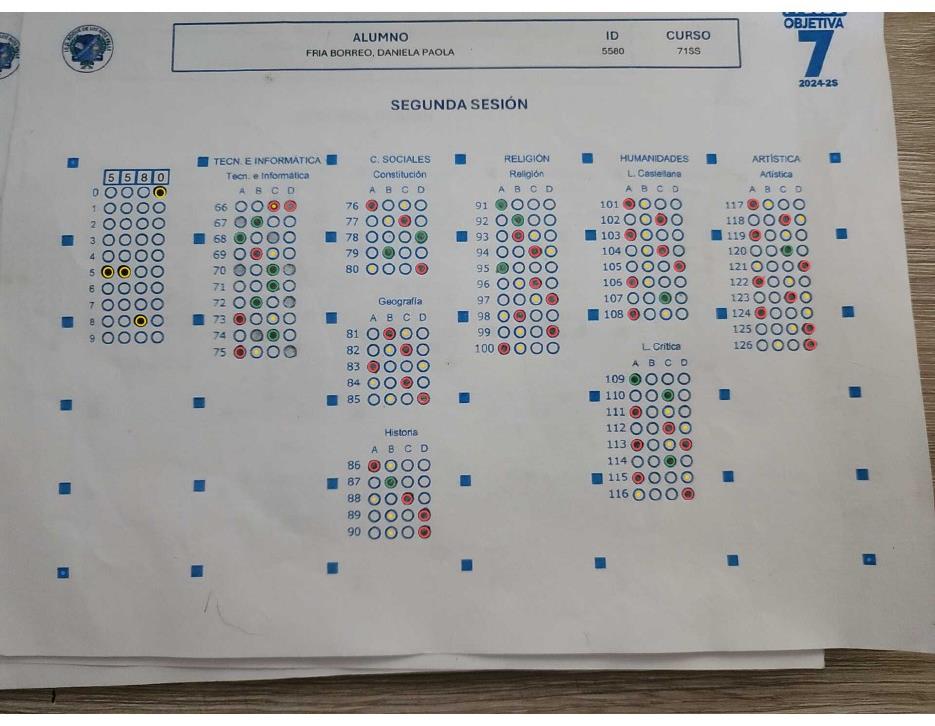 OBJETIVA
7
2024-2S
ALUMNO ID CURSO
FRIA BORREO, DANIELA PAOLA 5580 71SS
SEGUNDA SESIÓN
5 5 8 0
0
1
2
3
4
5
6
7
8
9
TECN. E INFORMÁTICA
Tecn. e Informática
A B C D
66
67
68
69
70
71
72
73
74
75
C. SOCIALES
Constitución
A B C D
76
77
78
79
80
Geografía
A B C D
81
82
83
84
85
Historia
A B C D
86
87
88
89
90
RELIGIÓN
Religión
A B C D
91
92
93
94
95
96
97
98
99
100
HUMANIDADES
L. Castellana
A B C D
101
102
103
104
105
106
107
108
L. Crítica
A B C D
109
110
111
112
113
114
115
116
ARTÍSTICA
Artística
A B C D
117
118
119
120
121
122
123
124
125
126